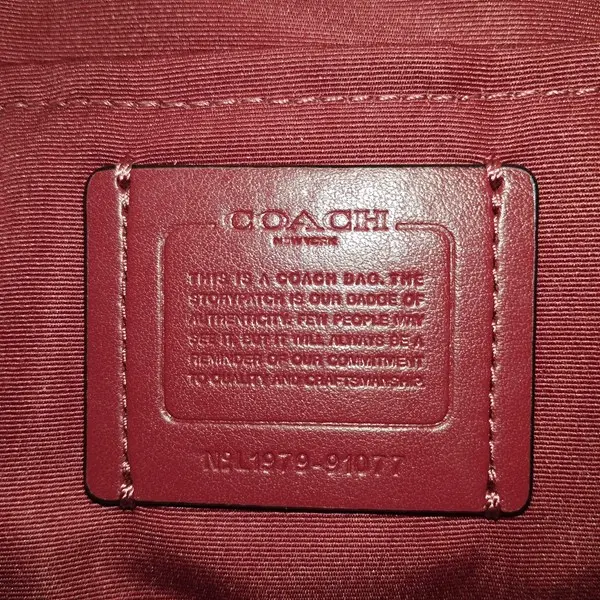 COACH
NEW YORK
THIS IS A COACH BAG. THE
STORYPATCH IS OUR BADGE OF
AUTHENTICITY. FEW PEOPLE MAY
SEE IT BUT IT WILL ALWAYS BE A
REMINDER OF OUR COMMITMENT
TO QUALITY AND CRAFTSMANSHIP.
N2L1979-91077